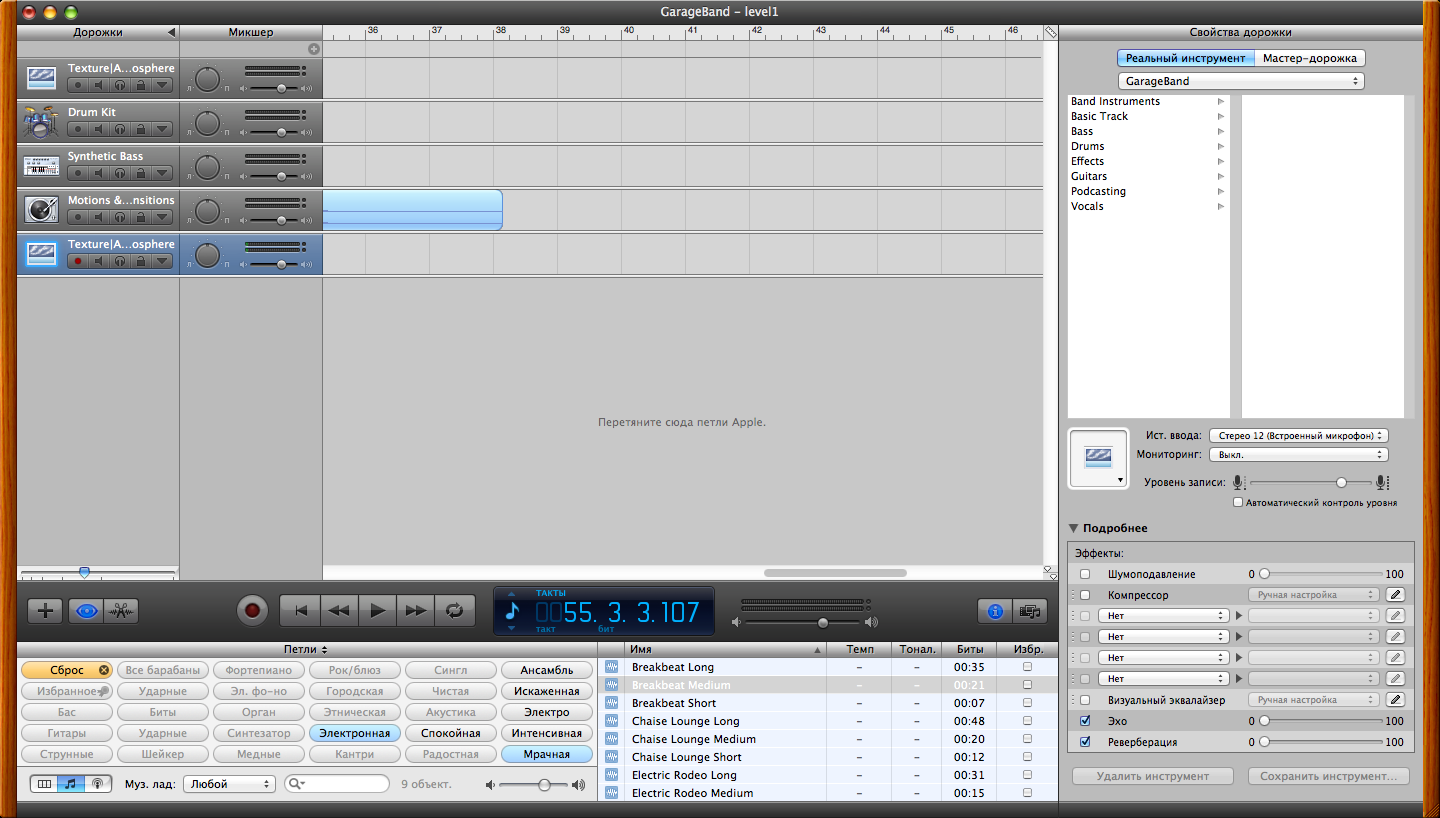 GarageBand – level1
Дорожки
Микшер
36 37 38 39 40 41 42 43 44 45 46
Texture|A...osphere
Л П
Drum Kit
Л П
Synthetic Bass
Л П
Motions &...nsitions
Л П
Texture|A...osphere
Л П
Перетяните сюда петли Apple.
Свойства дорожки
Реальный инструмент Мастер-дорожка
GarageBand
Band Instruments
Basic Track
Bass
Drums
Effects
Guitars
Podcasting
Vocals
Ист. ввода: Стерео 12 (Встроенный микрофон)
Мониторинг: Выкл.
Уровень записи:
Автоматический контроль уровня
Подробнее
Эффекты:
Шумоподавление 0 100
Компрессор Ручная настройка
Нет
Нет
Нет
Нет
Визуальный эквалайзер Ручная настройка
Эхо 0 100
Реверберация 0 100
Удалить инструмент Сохранить инструмент...
ТАКТЫ
0055. 3. 3.107
такт бит
Петли
Сброс Все барабаны Фортепиано Рок/блюз Сингл Ансамбль
Избранное Ударные Эл. фо-но Городская Чистая Искаженная
Бас Биты Орган Этническая Акустика Электро
Гитары Ударные Синтезатор Электронная Спокойная Интенсивная
Струнные Шейкер Медные Кантри Радостная Мрачная
Муз. лад: Любой 9 объект.
Имя Темп Тонал. Биты Избр.
Breakbeat Long – – 00:35
Breakbeat Medium – – 00:21
Breakbeat Short – – 00:07
Chaise Lounge Long – – 00:48
Chaise Lounge Medium – – 00:20
Chaise Lounge Short – – 00:12
Electric Rodeo Long – – 00:31
Electric Rodeo Medium – – 00:15